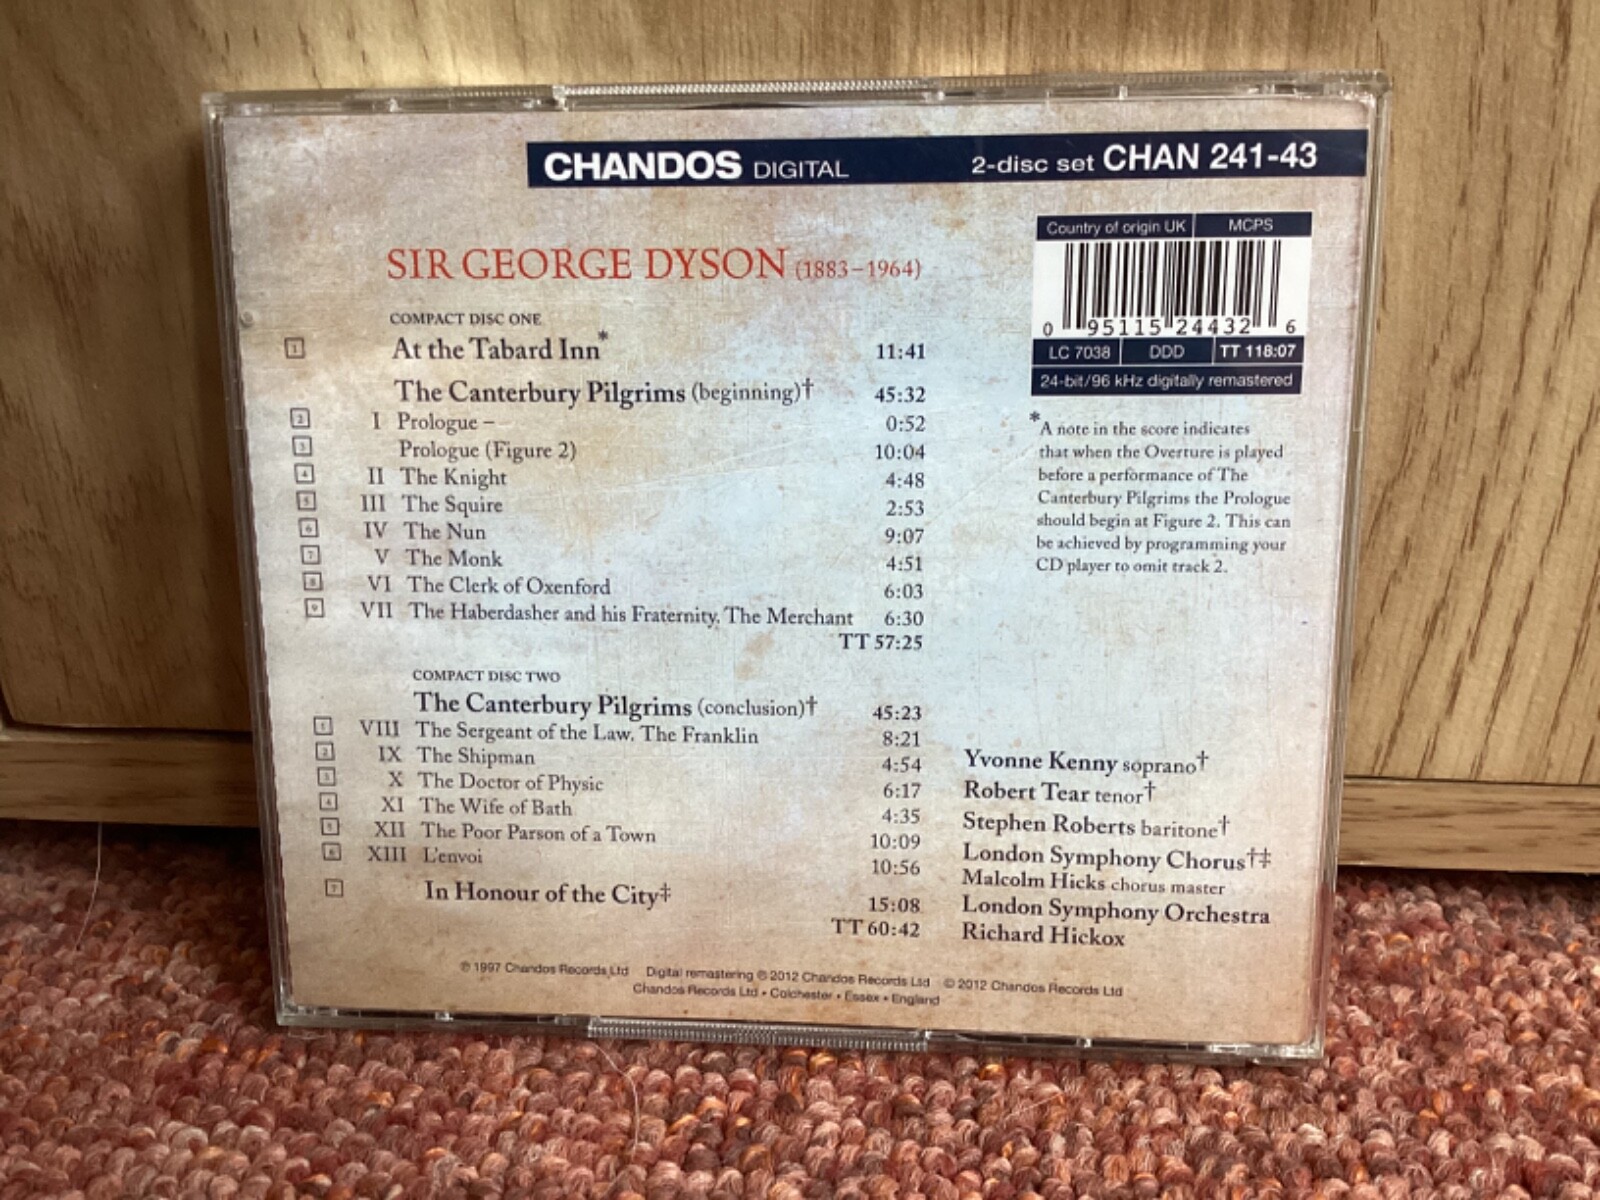 CHANDOS DIGITAL 2-disc set CHAN 241-43
Country of origin UK MCPS
0 95115 24432 6
LC 7038 DDD TT 118:07
24-bit/96 kHz digitally remastered
SIR GEORGE DYSON (1883–1964)
COMPACT DISC ONE
1 At the Tabard Inn* 11:41
The Canterbury Pilgrims (beginning)† 45:32
2 I Prologue – 0:52
3 Prologue (Figure 2) 10:04
4 II The Knight 4:48
5 III The Squire 2:53
6 IV The Nun 9:07
7 V The Monk 4:51
8 VI The Clerk of Oxenford 6:03
9 VII The Haberdasher and his Fraternity. The Merchant 6:30
TT 57:25
*A note in the score indicates
that when the Overture is played
before a performance of The
Canterbury Pilgrims the Prologue
should begin at Figure 2. This can
be achieved by programming your
CD player to omit track 2.
COMPACT DISC TWO
The Canterbury Pilgrims (conclusion)† 45:23
1 VIII The Sergeant of the Law. The Franklin 8:21
2 IX The Shipman 4:54
3 X The Doctor of Physic 6:17
4 XI The Wife of Bath 4:35
5 XII The Poor Parson of a Town 10:09
6 XIII L'envoi 10:56
7 In Honour of the City‡ 15:08
TT 60:42
Yvonne Kenny soprano†
Robert Tear tenor†
Stephen Roberts baritone†
London Symphony Chorus†‡
Malcolm Hicks chorus master
London Symphony Orchestra
Richard Hickox
℗ 1997 Chandos Records Ltd Digital remastering ℗ 2012 Chandos Records Ltd © 2012 Chandos Records Ltd
Chandos Records Ltd • Colchester • Essex • England